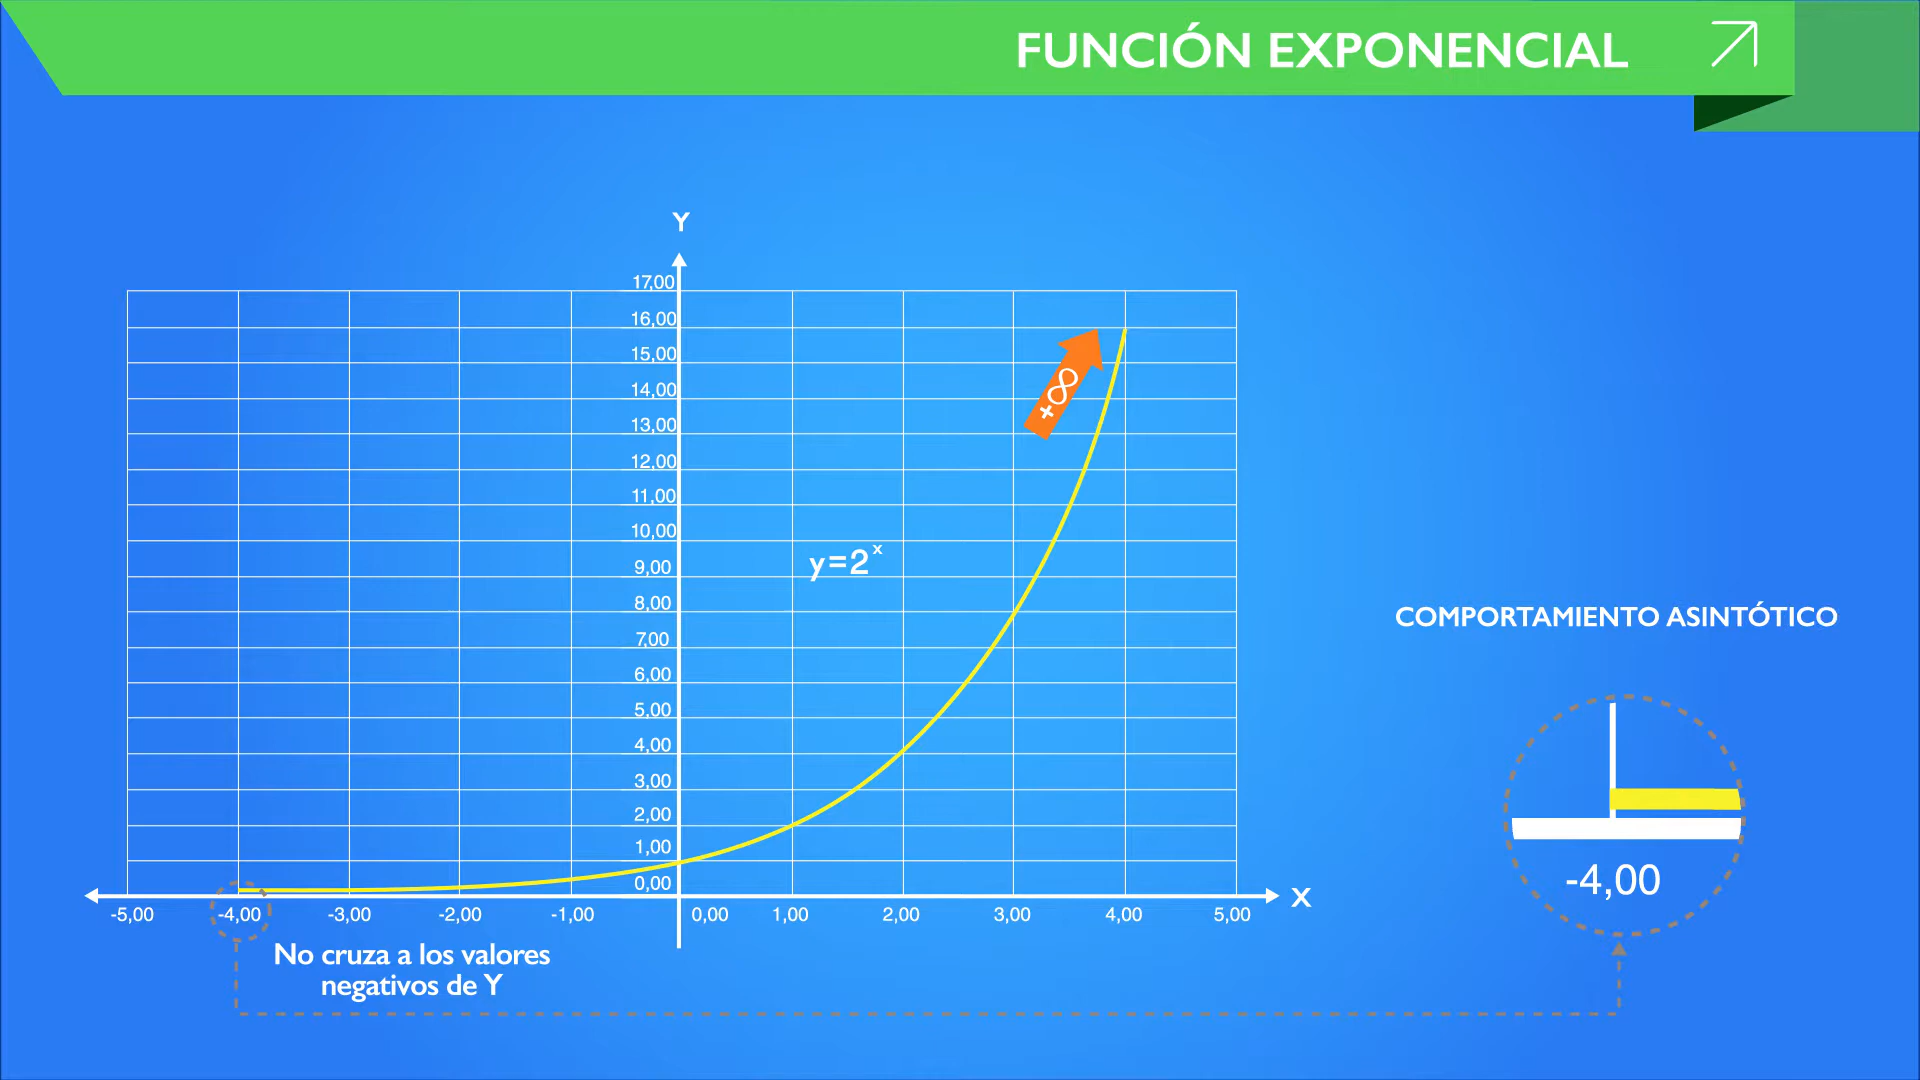 FUNCIÓN EXPONENCIAL
Y
17,00
16,00
15,00
14,00
13,00
12,00
11,00
10,00
9,00
8,00
7,00
6,00
5,00
4,00
3,00
2,00
1,00
0,00
+∞
y=2ˣ
-5,00 -4,00 -3,00 -2,00 -1,00 0,00 1,00 2,00 3,00 4,00 5,00 X
No cruza a los valores
negativos de Y
COMPORTAMIENTO ASINTÓTICO
-4,00